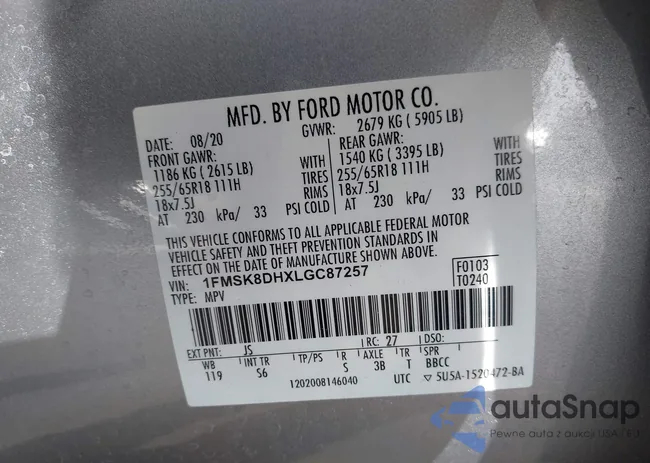 MFD. BY FORD MOTOR CO.
DATE: 08/20 GVWR: 2679 KG ( 5905 LB)
FRONT GAWR: WITH REAR GAWR: WITH
1186 KG ( 2615 LB) TIRES 1540 KG ( 3395 LB) TIRES
255/65R18 111H RIMS 255/65R18 111H RIMS
18x7.5J 18x7.5J
AT 230 kPa/ 33 PSI COLD AT 230 kPa/ 33 PSI COLD
THIS VEHICLE CONFORMS TO ALL APPLICABLE FEDERAL MOTOR
VEHICLE SAFETY AND THEFT PREVENTION STANDARDS IN
EFFECT ON THE DATE OF MANUFACTURE SHOWN ABOVE.
VIN: 1FMSK8DHXLGC87257 F0103
TYPE: MPV T0240
EXT PNT: JS RC: 27 DSO:
WB INT TR TP/PS R AXLE TR SPR
119 S6 S 3B T BBCC
1202008146040 UTC 5U5A-1520472-BA
autaSnap
Pewne auta z aukcji USA / EU